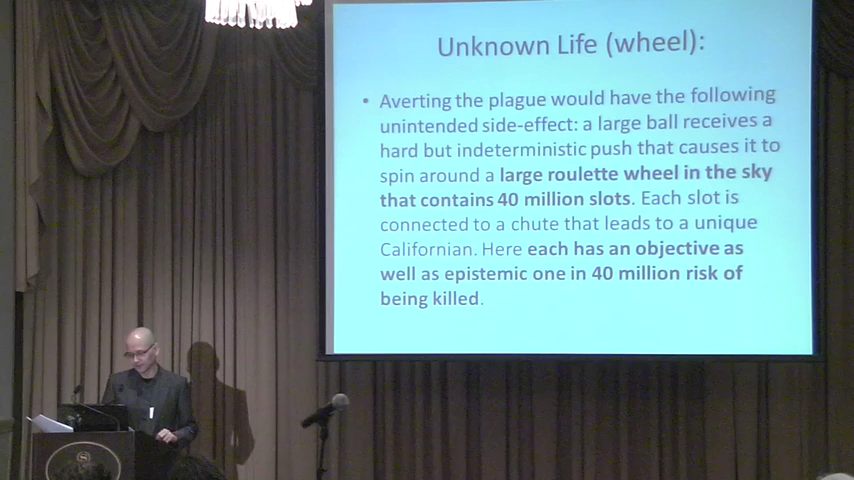 Unknown Life (wheel):
• Averting the plague would have the following
unintended side-effect: a large ball receives a
hard but indeterministic push that causes it to
spin around a large roulette wheel in the sky
that contains 40 million slots. Each slot is
connected to a chute that leads to a unique
Californian. Here each has an objective as
well as epistemic one in 40 million risk of
being killed.